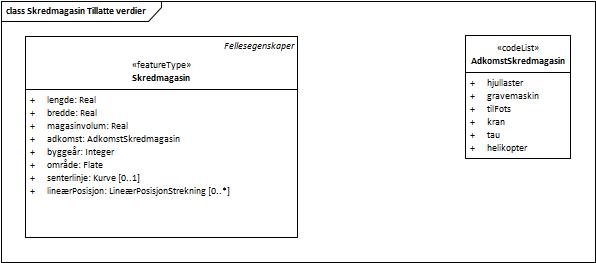 class Skredmagasin Tillatte verdier
Fellesegenskaper
«featureType»
Skredmagasin
+ lengde: Real
+ bredde: Real
+ magasinvolum: Real
+ adkomst: AdkomstSkredmagasin
+ byggeår: Integer
+ område: Flate
+ senterlinje: Kurve [0..1]
+ lineærPosisjon: LineærPosisjonStrekning [0..*]
«codeList»
AdkomstSkredmagasin
+ hjullaster
+ gravemaskin
+ tilFots
+ kran
+ tau
+ helikopter